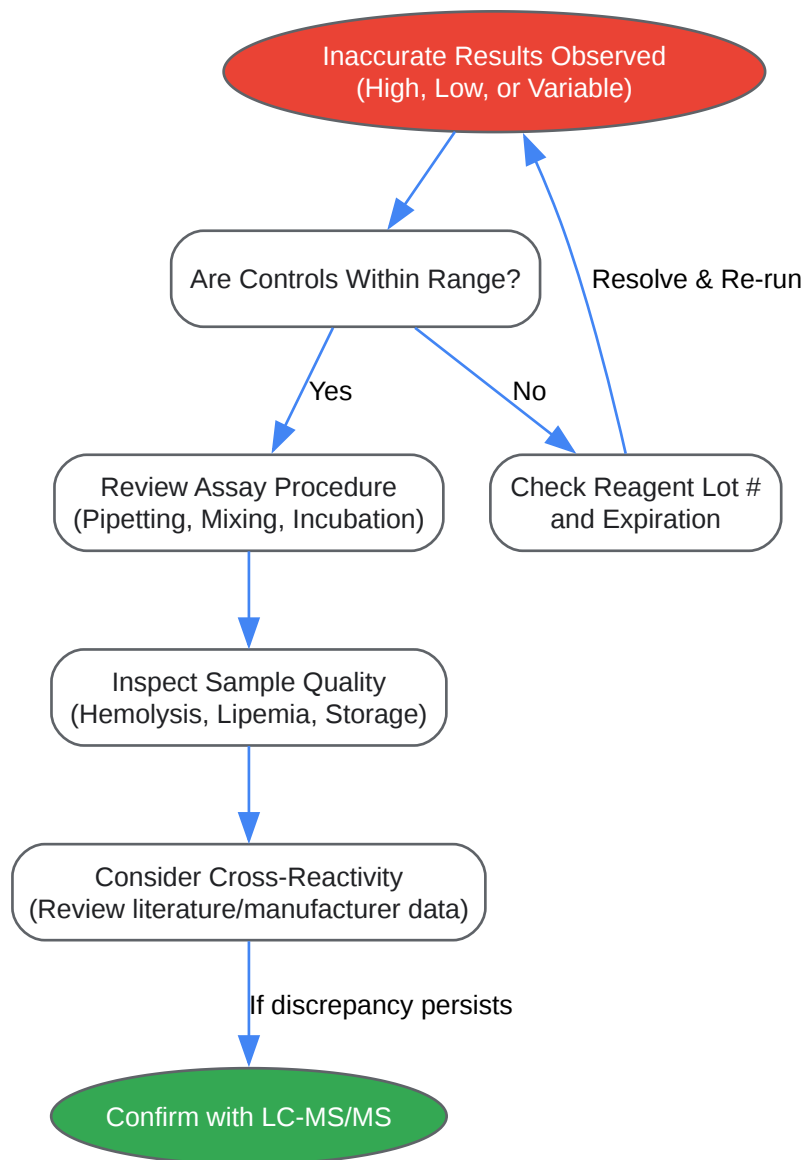 Inaccurate Results Observed
(High, Low, or Variable)
Are Controls Within Range?
Resolve & Re-run
Yes
No
Review Assay Procedure
(Pipetting, Mixing, Incubation)
Check Reagent Lot #
and Expiration
Inspect Sample Quality
(Hemolysis, Lipemia, Storage)
Consider Cross-Reactivity
(Review literature/manufacturer data)
If discrepancy persists
Confirm with LC-MS/MS